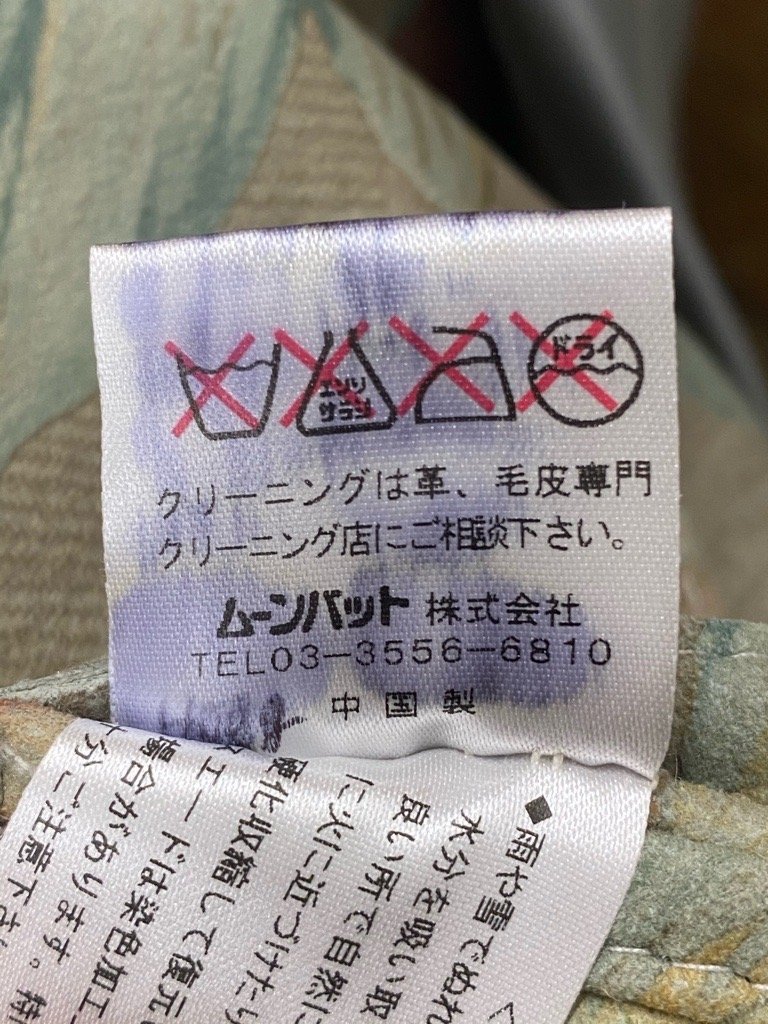 エンソ
サラシ
ドライ
クリーニングは革、毛皮専門
クリーニング店にご相談下さい。
ムーンバット 株式会社
TEL03-3556-6810
中国製
◆雨や雪でぬれ
水分を吸い取
良い所で自然に
に火に近づけたり
硬化収縮して復元
エードは染色加工
場合があります。特
十分ご注意下さ